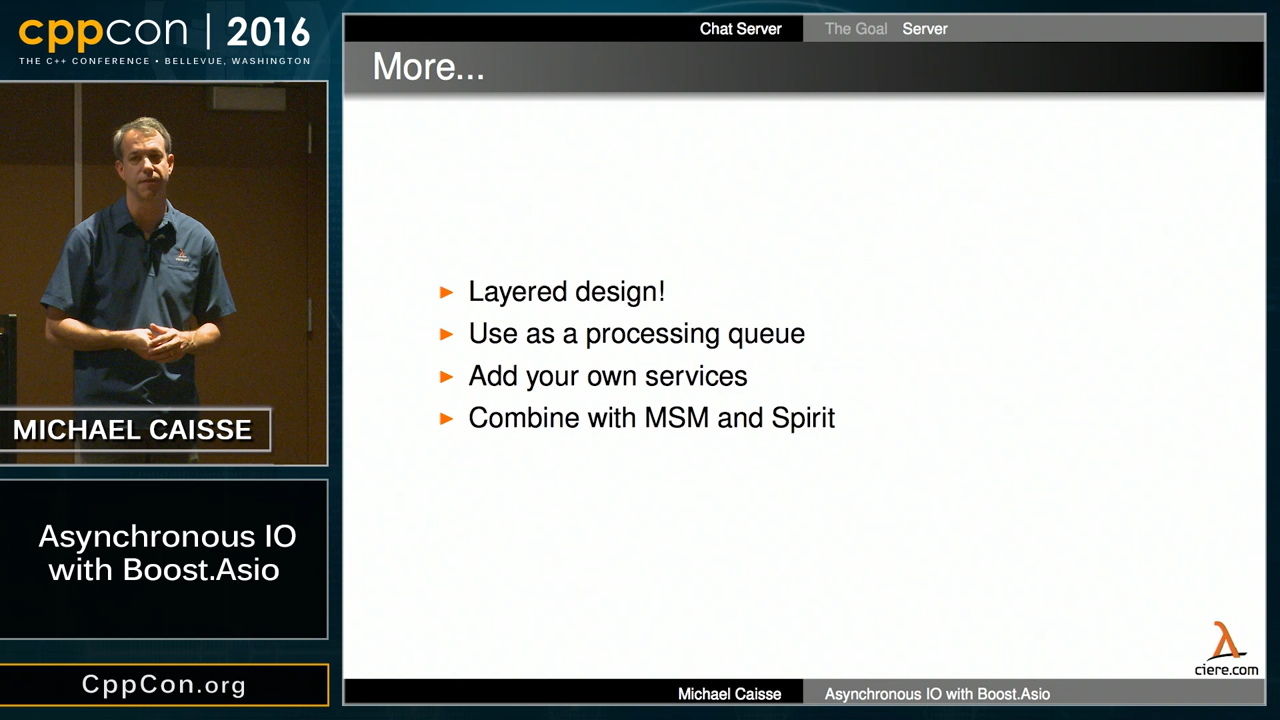 cppcon | 2016
THE C++ CONFERENCE • BELLEVUE, WASHINGTON
MICHAEL CAISSE
Asynchronous IO
with Boost.Asio
CppCon.org
Chat Server
The Goal Server
More...
Layered design!
Use as a processing queue
Add your own services
Combine with MSM and Spirit
ciere.com
Michael Caisse
Asynchronous IO with Boost.Asio